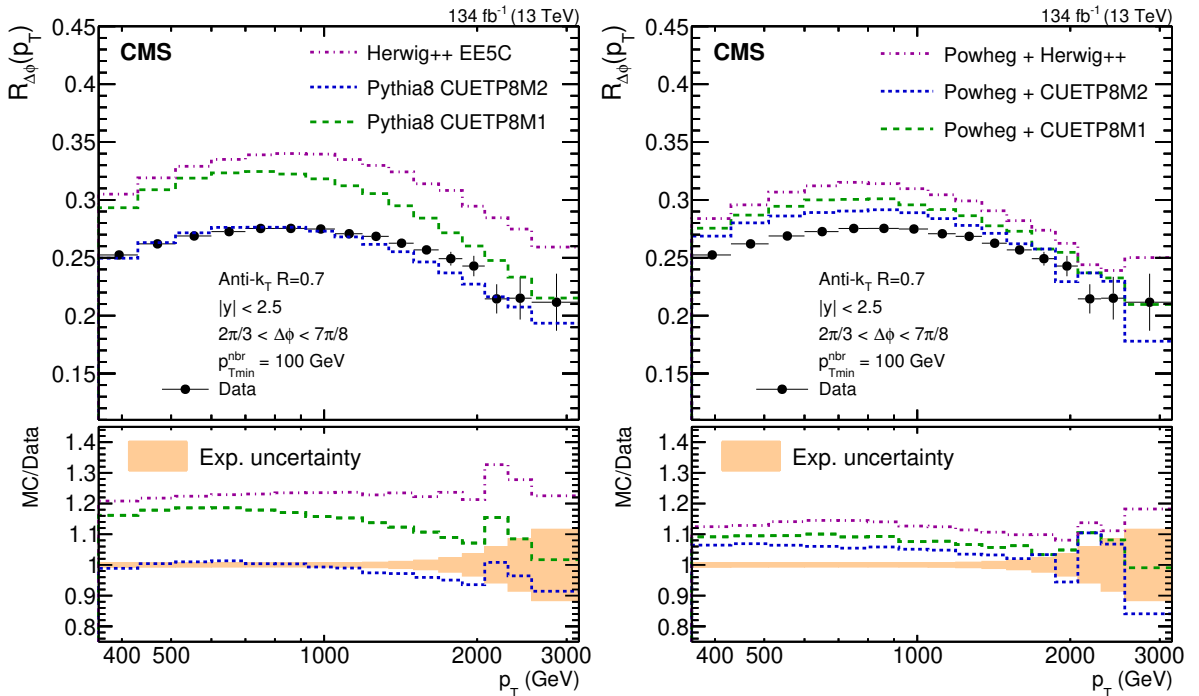 134 fb⁻¹ (13 TeV)
0.45
0.4
0.35
0.3
0.25
0.2
0.15
R_Δϕ(p_T)
CMS
Herwig++ EE5C
Pythia8 CUETP8M2
Pythia8 CUETP8M1
Anti-k_T R=0.7
|y| < 2.5
2π/3 < Δϕ < 7π/8
p_Tmin^nbr = 100 GeV
Data
1.4
1.3
1.2
1.1
1
0.9
0.8
MC/Data
Exp. uncertainty
400 500 1000 2000 3000
p_T (GeV)
134 fb⁻¹ (13 TeV)
0.45
0.4
0.35
0.3
0.25
0.2
0.15
R_Δϕ(p_T)
CMS
Powheg + Herwig++
Powheg + CUETP8M2
Powheg + CUETP8M1
Anti-k_T R=0.7
|y| < 2.5
2π/3 < Δϕ < 7π/8
p_Tmin^nbr = 100 GeV
Data
1.4
1.3
1.2
1.1
1
0.9
0.8
MC/Data
Exp. uncertainty
400 500 1000 2000 3000
p_T (GeV)